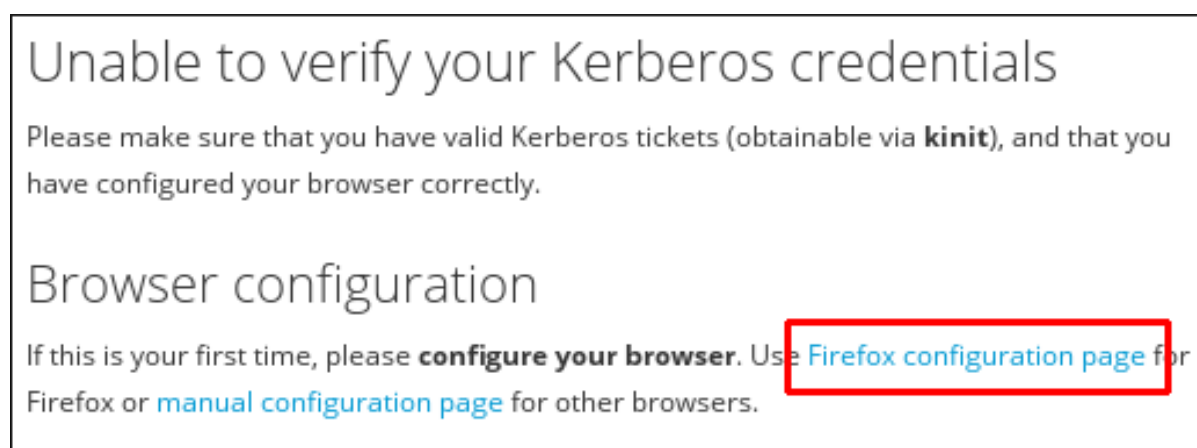 Unable to verify your Kerberos credentials
Please make sure that you have valid Kerberos tickets (obtainable via kinit), and that you
have configured your browser correctly.
Browser configuration
If this is your first time, please configure your browser. Use Firefox configuration page for
Firefox or manual configuration page for other browsers.